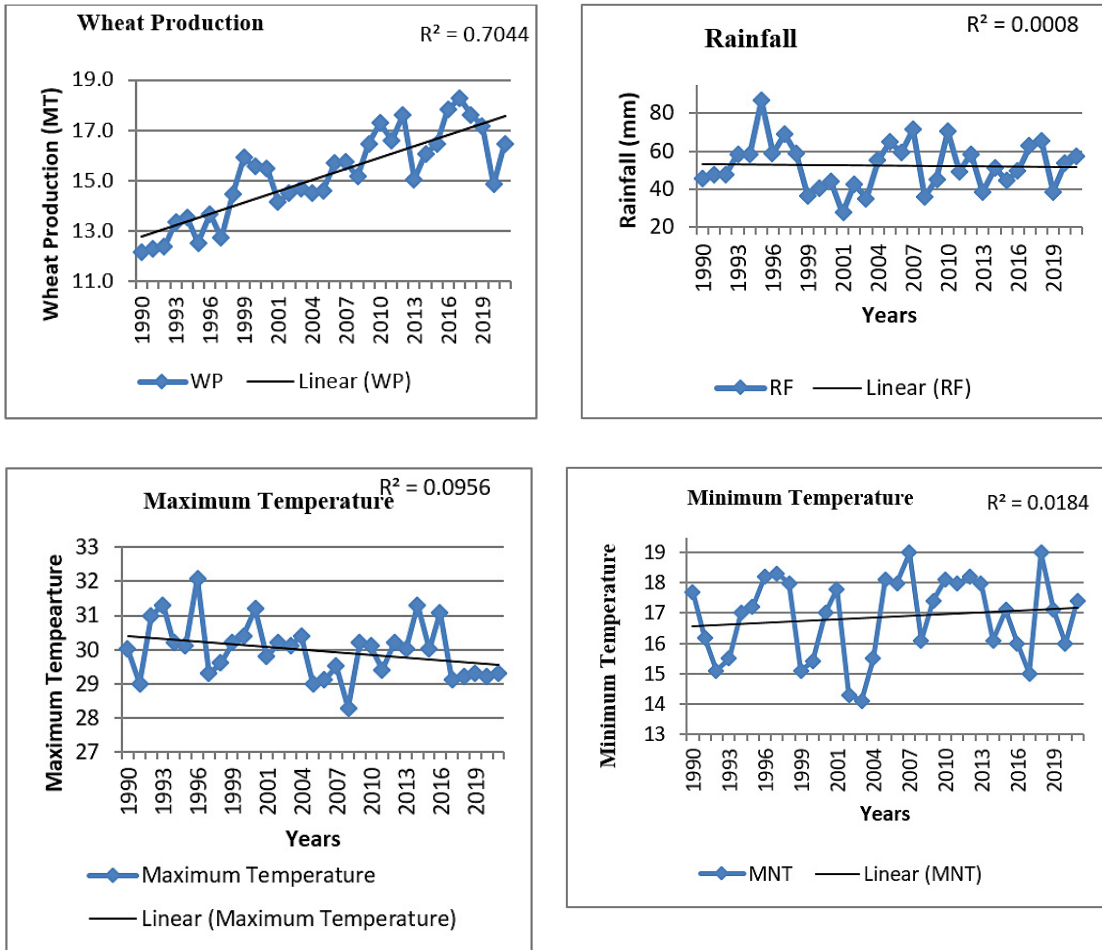 Wheat Production
R² = 0.7044
Wheat Production (MT)
19.0
17.0
15.0
13.0
11.0
1990
1993
1996
1999
2001
2004
2007
2010
2013
2016
2019
WP
Linear (WP)
Rainfall
R² = 0.0008
Rainfall (mm)
80
60
40
20
1990
1993
1996
1999
2001
2004
2007
2010
2013
2016
2019
Years
RF
Linear (RF)
Maximum Temperature
R² = 0.0956
Maximum Tempearture
33
32
31
30
29
28
27
1990
1993
1996
1999
2001
2004
2007
2010
2013
2016
2019
Years
Maximum Temperature
Linear (Maximum Temperature)
Minimum Temperature
R² = 0.0184
Minimum Temperature
19
18
17
16
15
14
13
1990
1993
1996
1999
2001
2004
2007
2010
2013
2016
2019
Years
MNT
Linear (MNT)